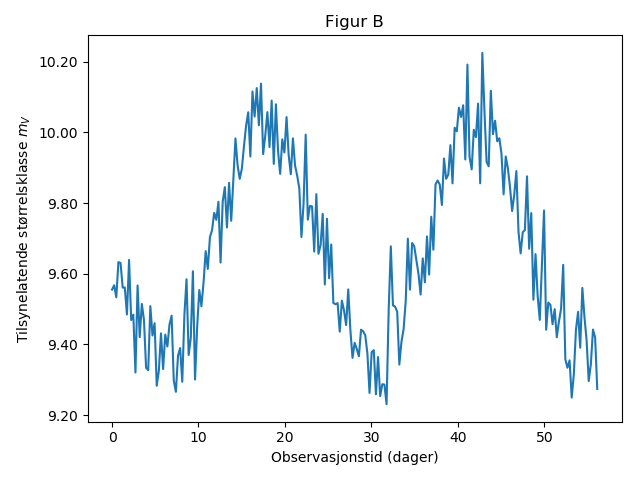 Figur B
Tilsynelatende størrelsesklasse m_V
10.20
10.00
9.80
9.60
9.40
9.20
0 10 20 30 40 50
Observasjonstid (dager)